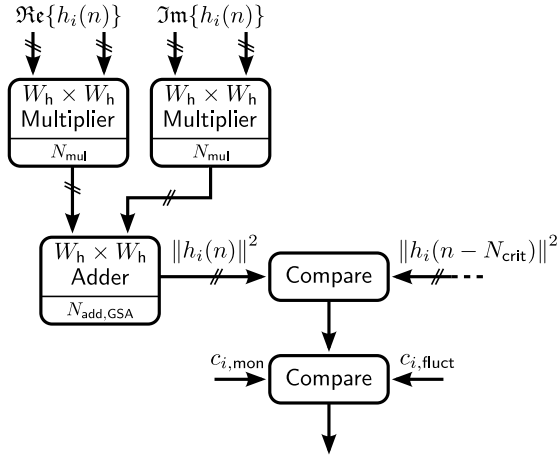 ℜe{h_i(n)} ℑm{h_i(n)}
W_h × W_h
Multiplier
N_mul
W_h × W_h
Multiplier
N_mul
W_h × W_h
Adder
N_add,GSA
‖h_i(n)‖²
Compare
‖h_i(n − N_crit)‖²
c_i,mon
Compare
c_i,fluct